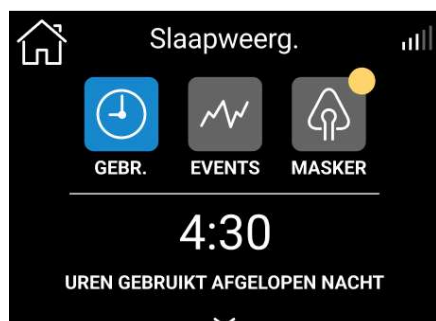 Slaapweerg.
GEBR. EVENTS MASKER
4:30
UREN GEBRUIKT AFGELOPEN NACHT